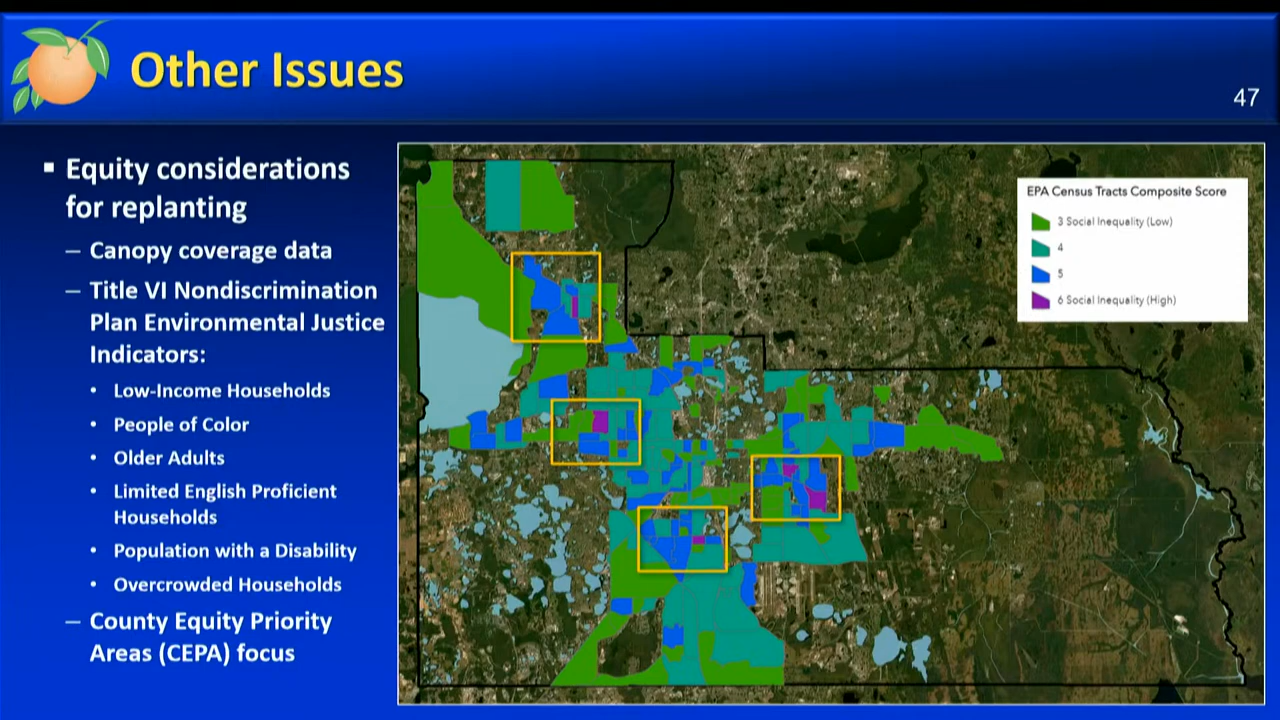 Other Issues
47
▪ Equity considerations
for replanting
– Canopy coverage data
– Title VI Nondiscrimination
Plan Environmental Justice
Indicators:
• Low-Income Households
• People of Color
• Older Adults
• Limited English Proficient
Households
• Population with a Disability
• Overcrowded Households
– County Equity Priority
Areas (CEPA) focus
EPA Census Tracts Composite Score
3 Social Inequality (Low)
4
5
6 Social Inequality (High)